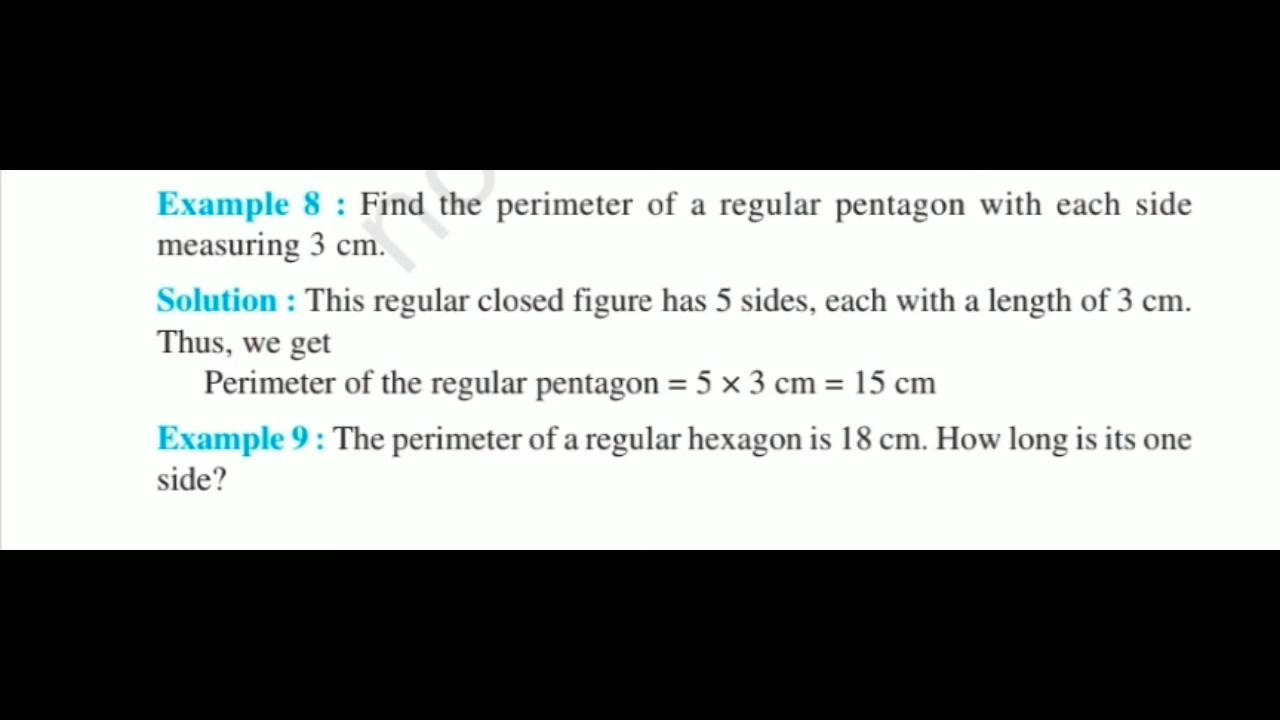 Example 8 : Find the perimeter of a regular pentagon with each side
measuring 3 cm.
Solution : This regular closed figure has 5 sides, each with a length of 3 cm.
Thus, we get
Perimeter of the regular pentagon = 5 × 3 cm = 15 cm
Example 9 : The perimeter of a regular hexagon is 18 cm. How long is its one
side?